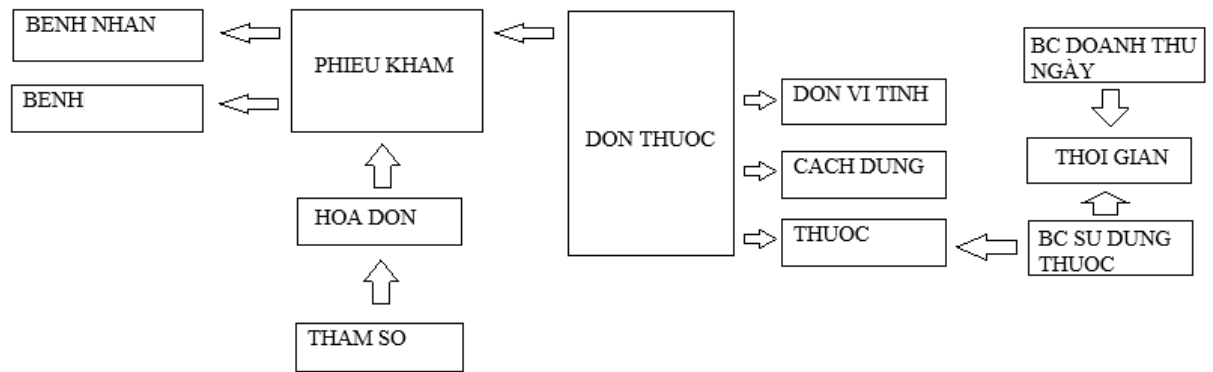 BENH NHAN
BENH
PHIEU KHAM
HOA DON
THAM SO
DON THUOC
DON VI TINH
CACH DUNG
THUOC
BC DOANH THU
NGÀY
THOI GIAN
BC SU DUNG
THUOC